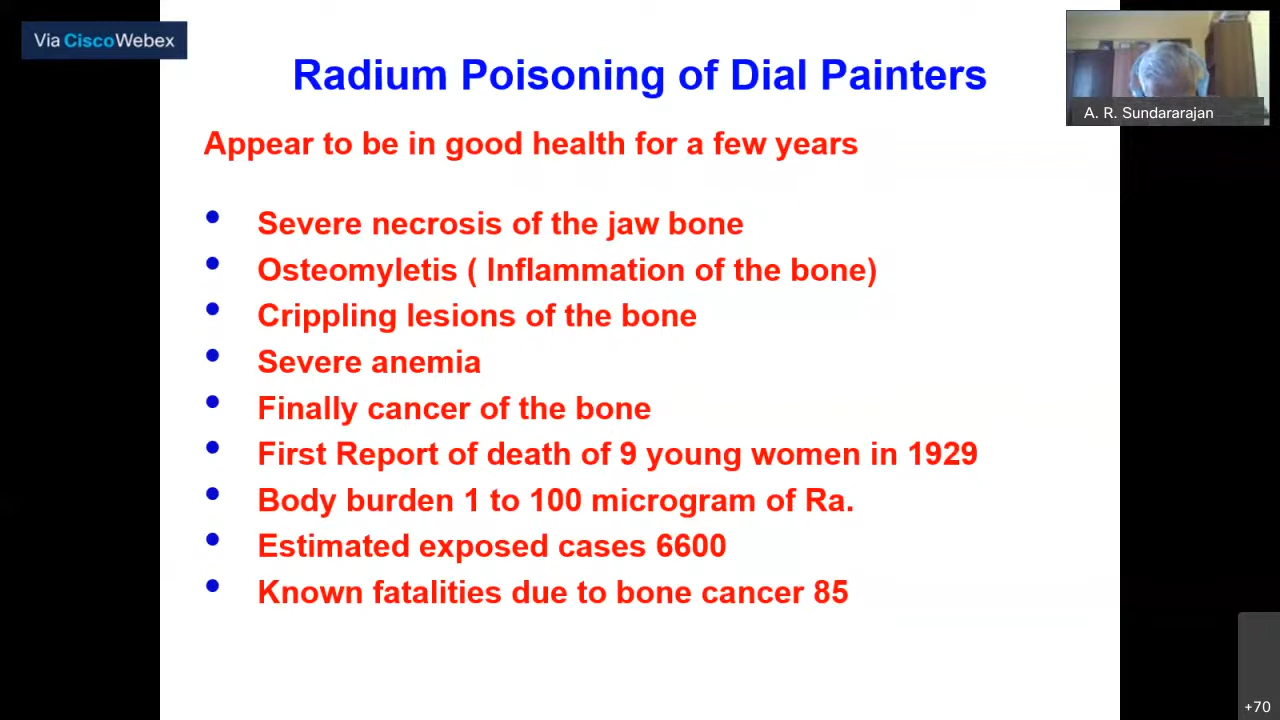 Via CiscoWebex
Radium Poisoning of Dial Painters
A. R. Sundararajan
Appear to be in good health for a few years
• Severe necrosis of the jaw bone
• Osteomyletis ( Inflammation of the bone)
• Crippling lesions of the bone
• Severe anemia
• Finally cancer of the bone
• First Report of death of 9 young women in 1929
• Body burden 1 to 100 microgram of Ra.
• Estimated exposed cases 6600
• Known fatalities due to bone cancer 85
+70